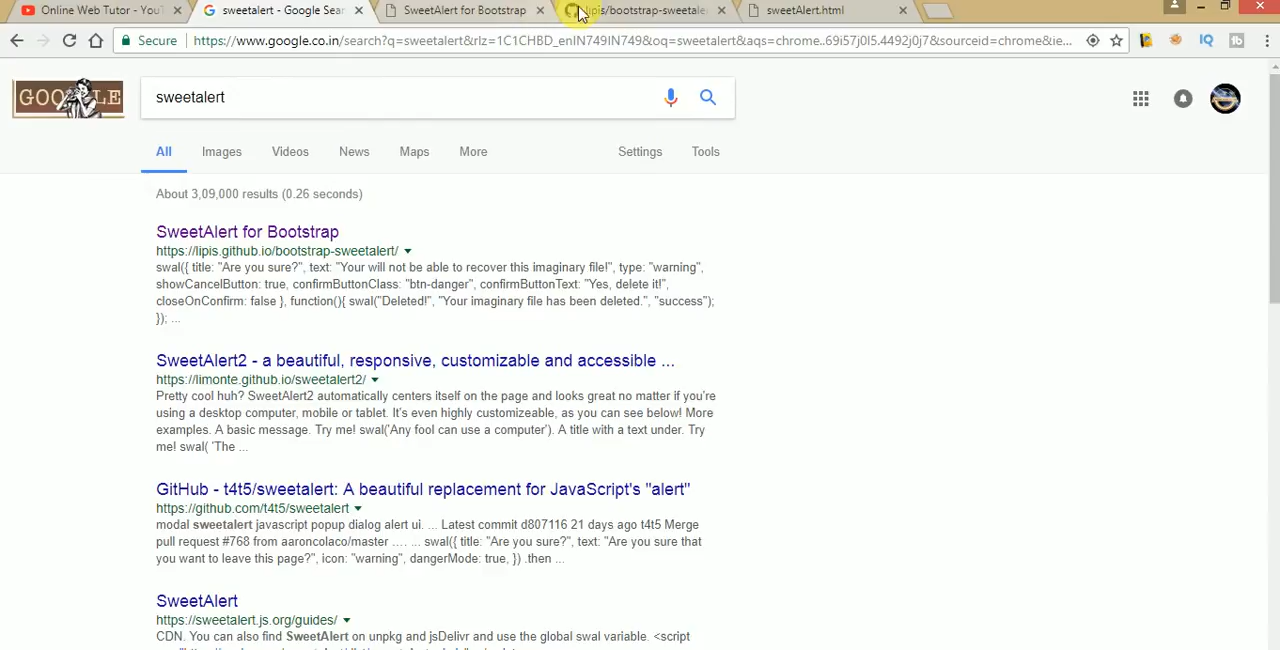 Online Web Tutor - YouT
sweetalert - Google Sear
SweetAlert for Bootstrap
lipis/bootstrap-sweetale
sweetAlert.html
Secure
https://www.google.co.in/search?q=sweetalert&rlz=1C1CHBD_enIN749IN749&oq=sweetalert&aqs=chrome..69i57j0l5.4492j0j7&sourceid=chrome&ie...
GOOGLE
sweetalert
All
Images
Videos
News
Maps
More
Settings
Tools
About 3,09,000 results (0.26 seconds)
SweetAlert for Bootstrap
https://lipis.github.io/bootstrap-sweetalert/
swal({ title: "Are you sure?", text: "Your will not be able to recover this imaginary file!", type: "warning",
showCancelButton: true, confirmButtonClass: "btn-danger", confirmButtonText: "Yes, delete it!",
closeOnConfirm: false }, function(){ swal("Deleted!", "Your imaginary file has been deleted.", "success");
}); ...
SweetAlert2 - a beautiful, responsive, customizable and accessible ...
https://limonte.github.io/sweetalert2/
Pretty cool huh? SweetAlert2 automatically centers itself on the page and looks great no matter if you're
using a desktop computer, mobile or tablet. It's even highly customizeable, as you can see below! More
examples. A basic message. Try me! swal('Any fool can use a computer'). A title with a text under. Try
me! swal( 'The ...
GitHub - t4t5/sweetalert: A beautiful replacement for JavaScript's "alert"
https://github.com/t4t5/sweetalert
modal sweetalert javascript popup dialog alert ui. ... Latest commit d807116 21 days ago t4t5 Merge
pull request #768 from aaroncolaco/master .... ... swal({ title: "Are you sure?", text: "Are you sure that
you want to leave this page?", icon: "warning", dangerMode: true, }) .then ...
SweetAlert
https://sweetalert.js.org/guides/
CDN. You can also find SweetAlert on unpkg and jsDelivr and use the global swal variable. <script